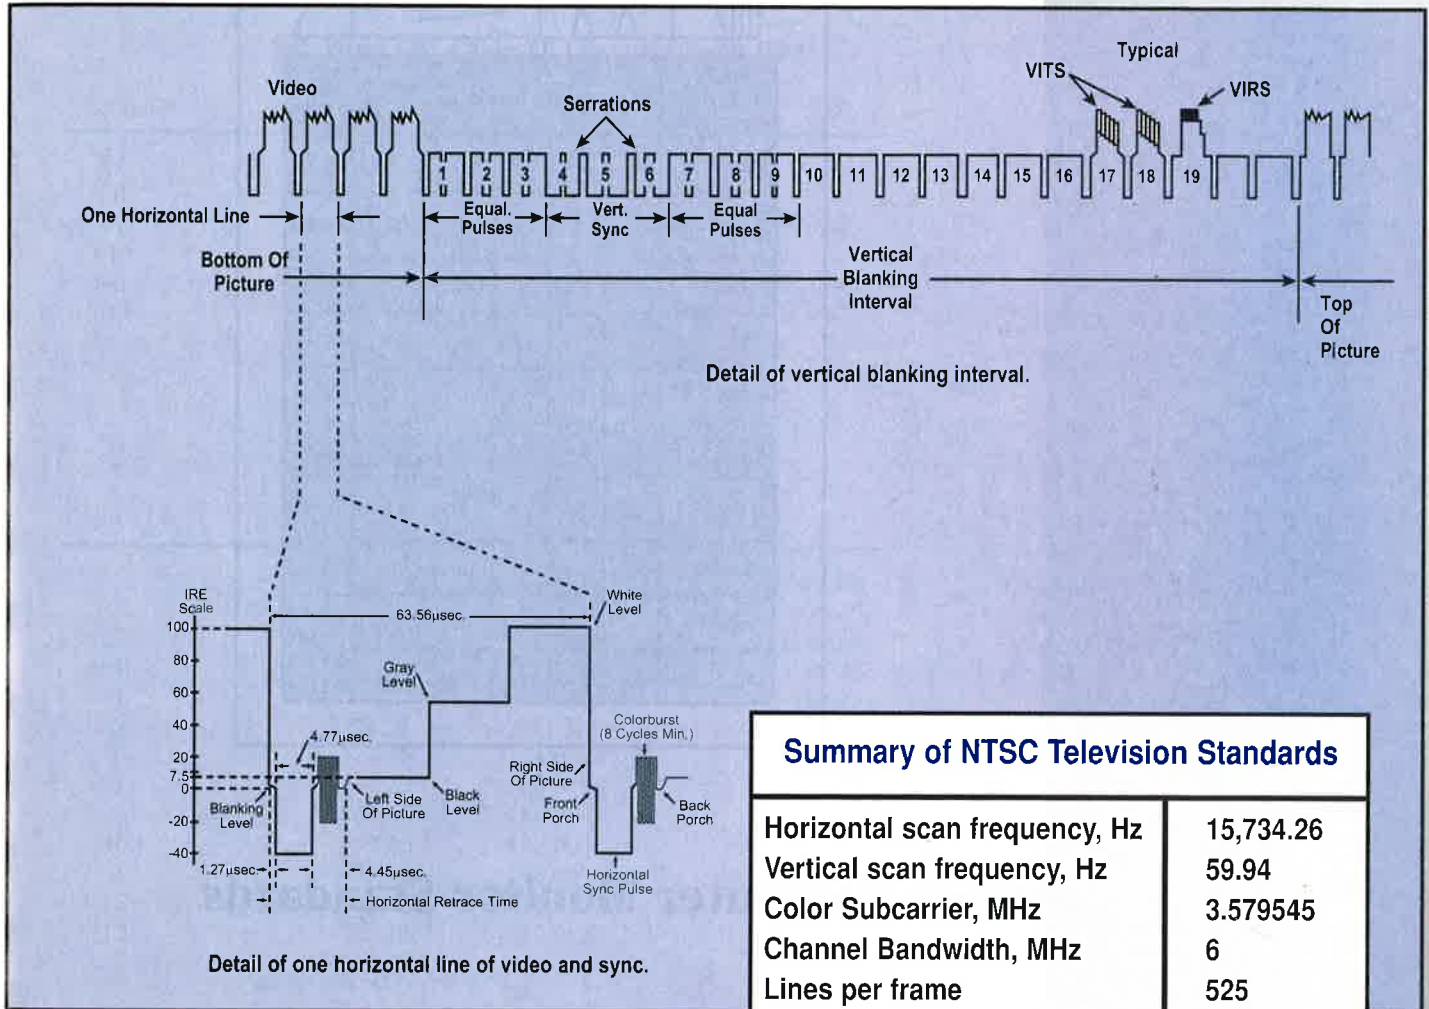 Typical
VITS
VIRS
Video
Serrations
1 2 3 4 5 6 7 8 9 10 11 12 13 14 15 16 17 18 19
One Horizontal Line
Equal.
Pulses
Vert.
Sync
Equal
Pulses
Bottom Of
Picture
Vertical
Blanking
Interval
Top
Of
Picture
Detail of vertical blanking interval.
IRE
Scale
100
80
60
40
20
7.5
0
-20
-40
63.56µsec.
White
Level
Gray
Level
4.77µsec.
Colorburst
(8 Cycles Min.)
Blanking
Level
Left Side
Of Picture
Black
Level
Right Side
Of Picture
Front
Porch
Back
Porch
1.27µsec.
4.45µsec.
Horizontal
Sync Pulse
Horizontal Retrace Time
Detail of one horizontal line of video and sync.
Summary of NTSC Television Standards
Horizontal scan frequency, Hz 15,734.26
Vertical scan frequency, Hz 59.94
Color Subcarrier, MHz 3.579545
Channel Bandwidth, MHz 6
Lines per frame 525